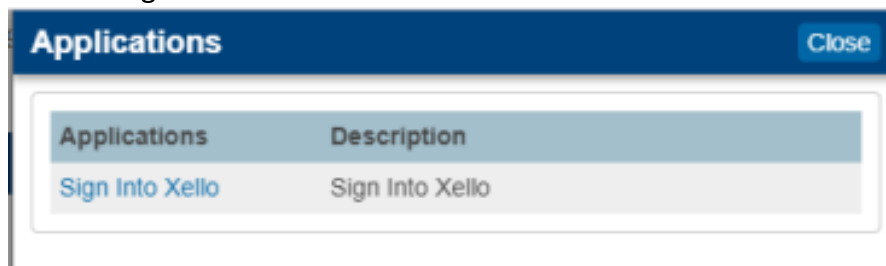 Applications Close
Applications Description
Sign Into Xello Sign Into Xello